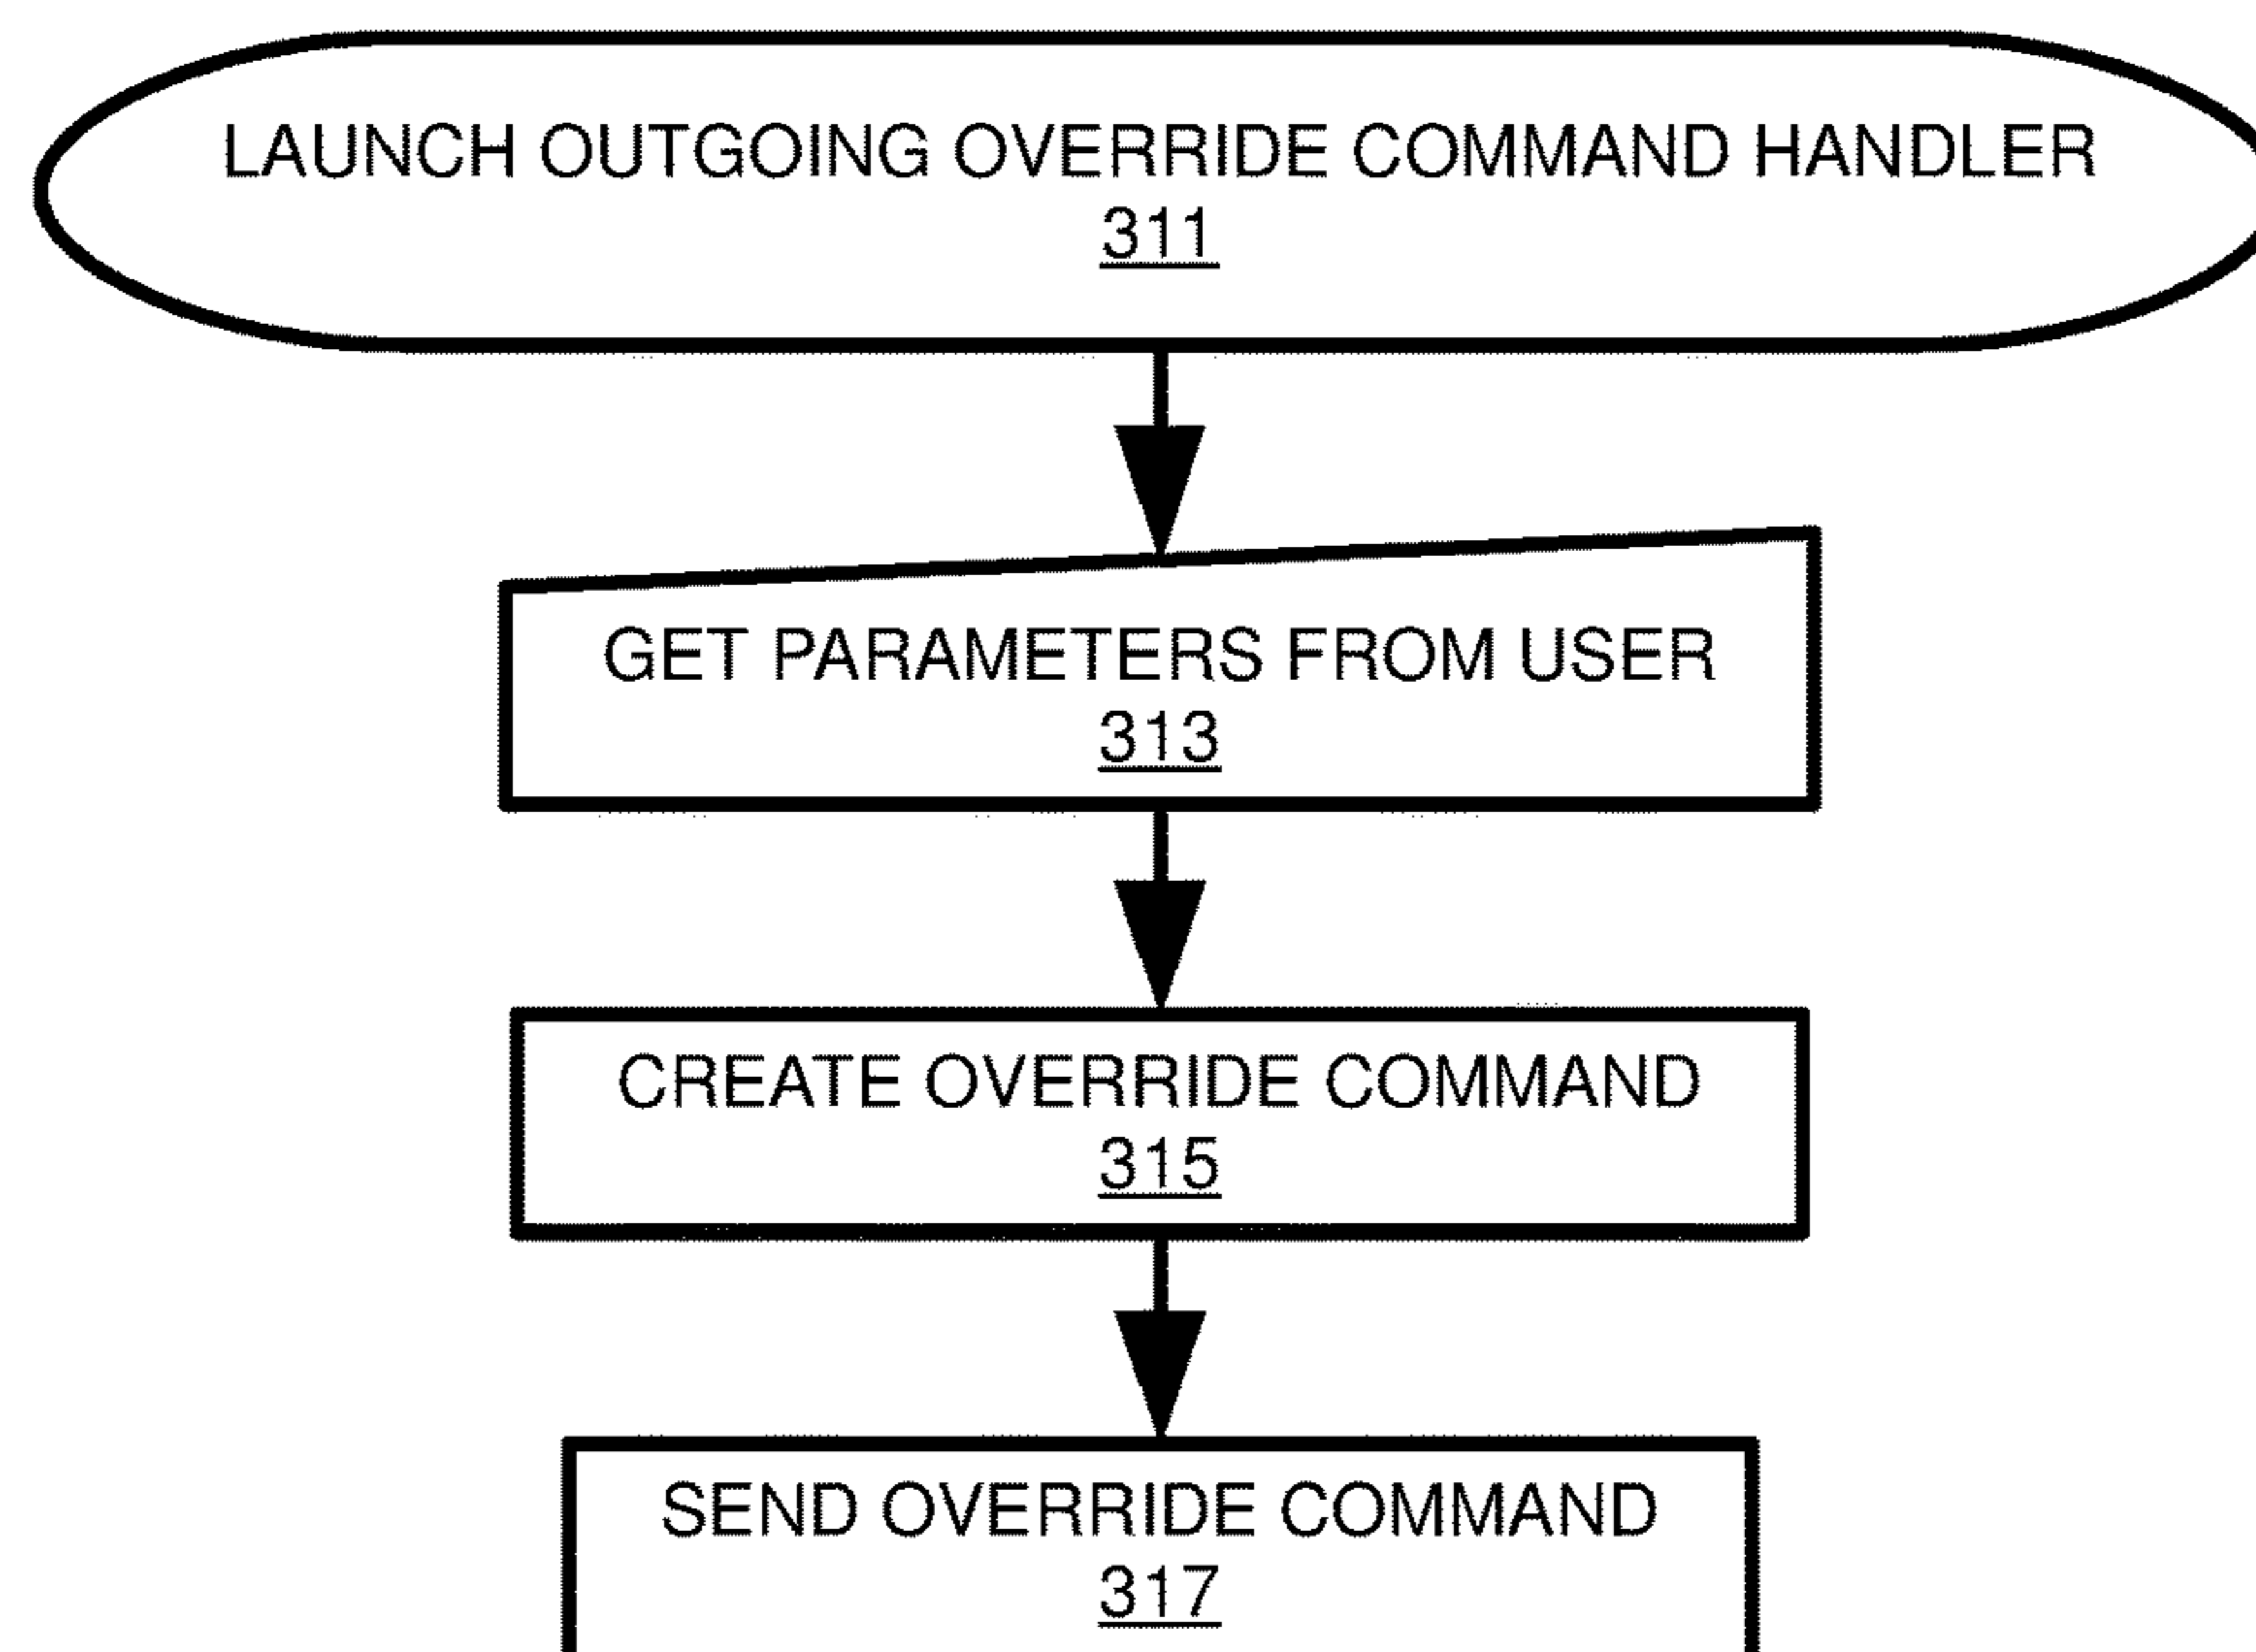 LAUNCH OUTGOING OVERRIDE COMMAND HANDLER
311
GET PARAMETERS FROM USER
313
CREATE OVERRIDE COMMAND
315
SEND OVERRIDE COMMAND
317